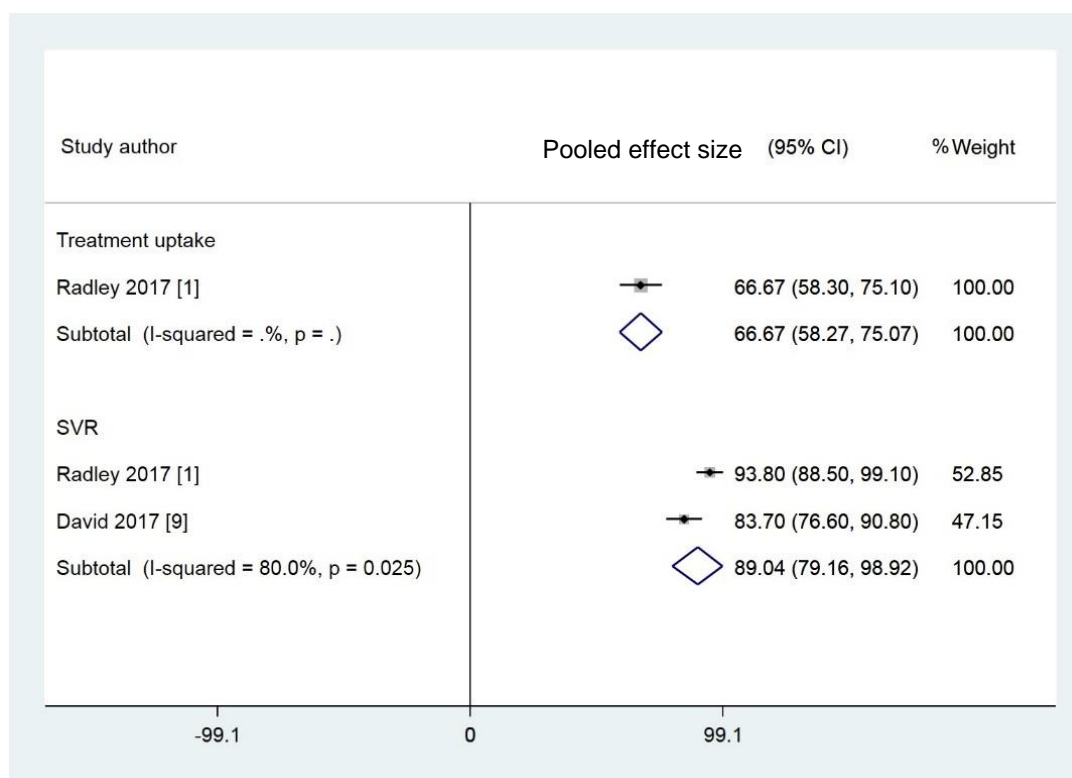 Study author Pooled effect size (95% CI) % Weight
Treatment uptake
Radley 2017 [1] 66.67 (58.30, 75.10) 100.00
Subtotal (I-squared = .%, p = .) 66.67 (58.27, 75.07) 100.00
SVR
Radley 2017 [1] 93.80 (88.50, 99.10) 52.85
David 2017 [9] 83.70 (76.60, 90.80) 47.15
Subtotal (I-squared = 80.0%, p = 0.025) 89.04 (79.16, 98.92) 100.00
-99.1 0 99.1